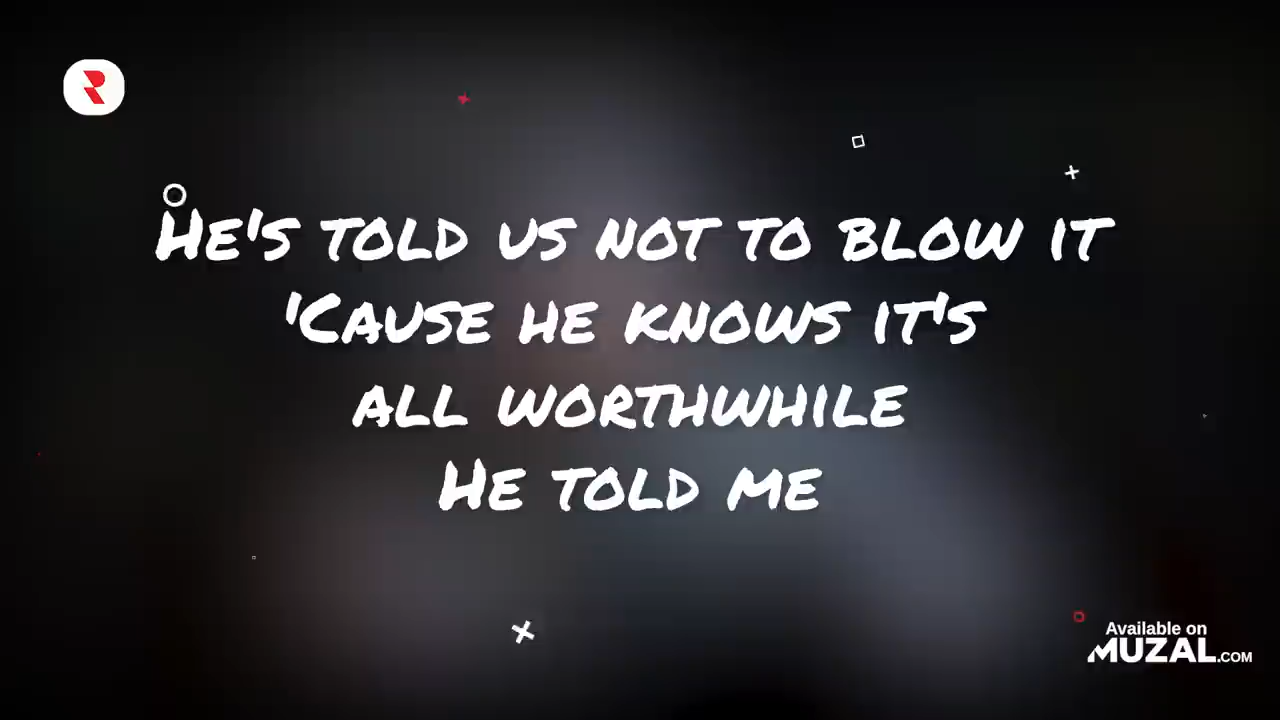 He's told us not to blow it
'Cause he knows it's
all worthwhile
He told me
Available on
MUZAL.COM